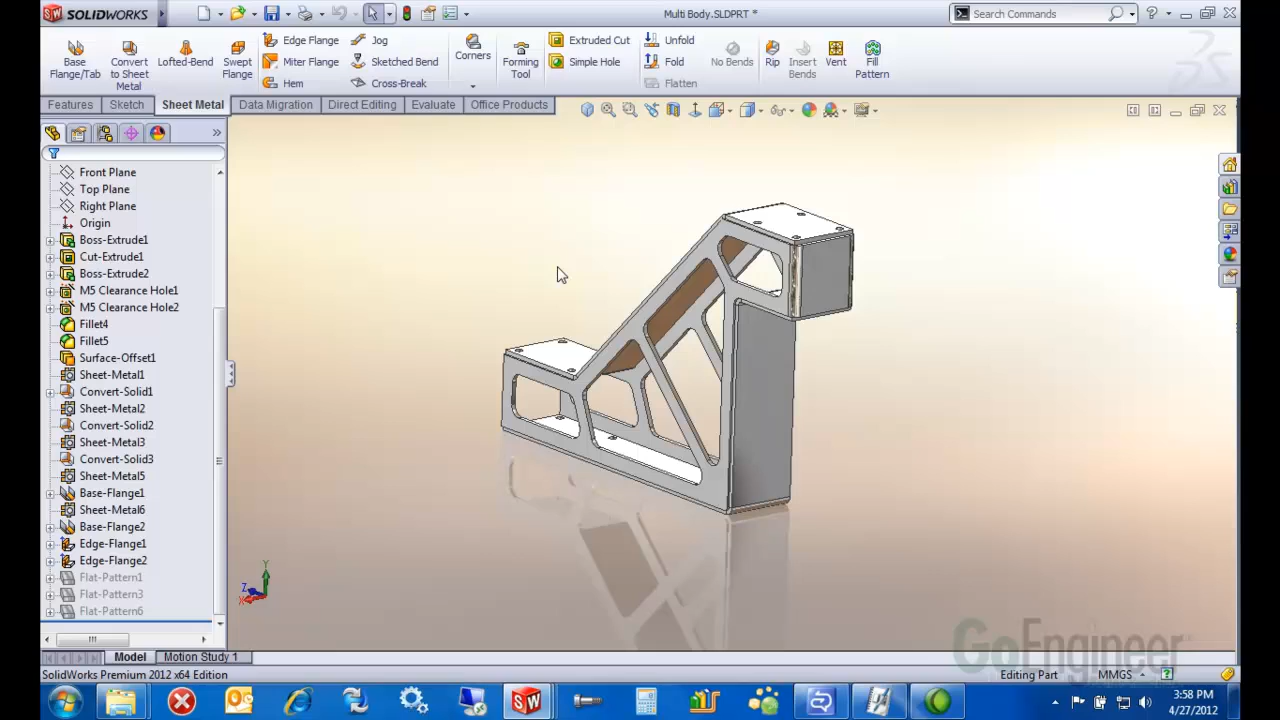 SOLIDWORKS
Multi Body.SLDPRT *
Search Commands
Base Flange/Tab
Convert to Sheet Metal
Lofted-Bend
Swept Flange
Edge Flange
Miter Flange
Hem
Jog
Sketched Bend
Cross-Break
Corners
Forming Tool
Extruded Cut
Simple Hole
Unfold
Fold
Flatten
No Bends
Rip
Insert Bends
Vent
Fill Pattern
Features Sketch Sheet Metal Data Migration Direct Editing Evaluate Office Products
Front Plane
Top Plane
Right Plane
Origin
Boss-Extrude1
Cut-Extrude1
Boss-Extrude2
M5 Clearance Hole1
M5 Clearance Hole2
Fillet4
Fillet5
Surface-Offset1
Sheet-Metal1
Convert-Solid1
Sheet-Metal2
Convert-Solid2
Sheet-Metal3
Convert-Solid3
Sheet-Metal5
Base-Flange1
Sheet-Metal6
Base-Flange2
Edge-Flange1
Edge-Flange2
Flat-Pattern1
Flat-Pattern3
Flat-Pattern6
Y
Z
X
GoEngineer
Model Motion Study 1
SolidWorks Premium 2012 x64 Edition
Editing Part
MMGS
3:58 PM
4/27/2012